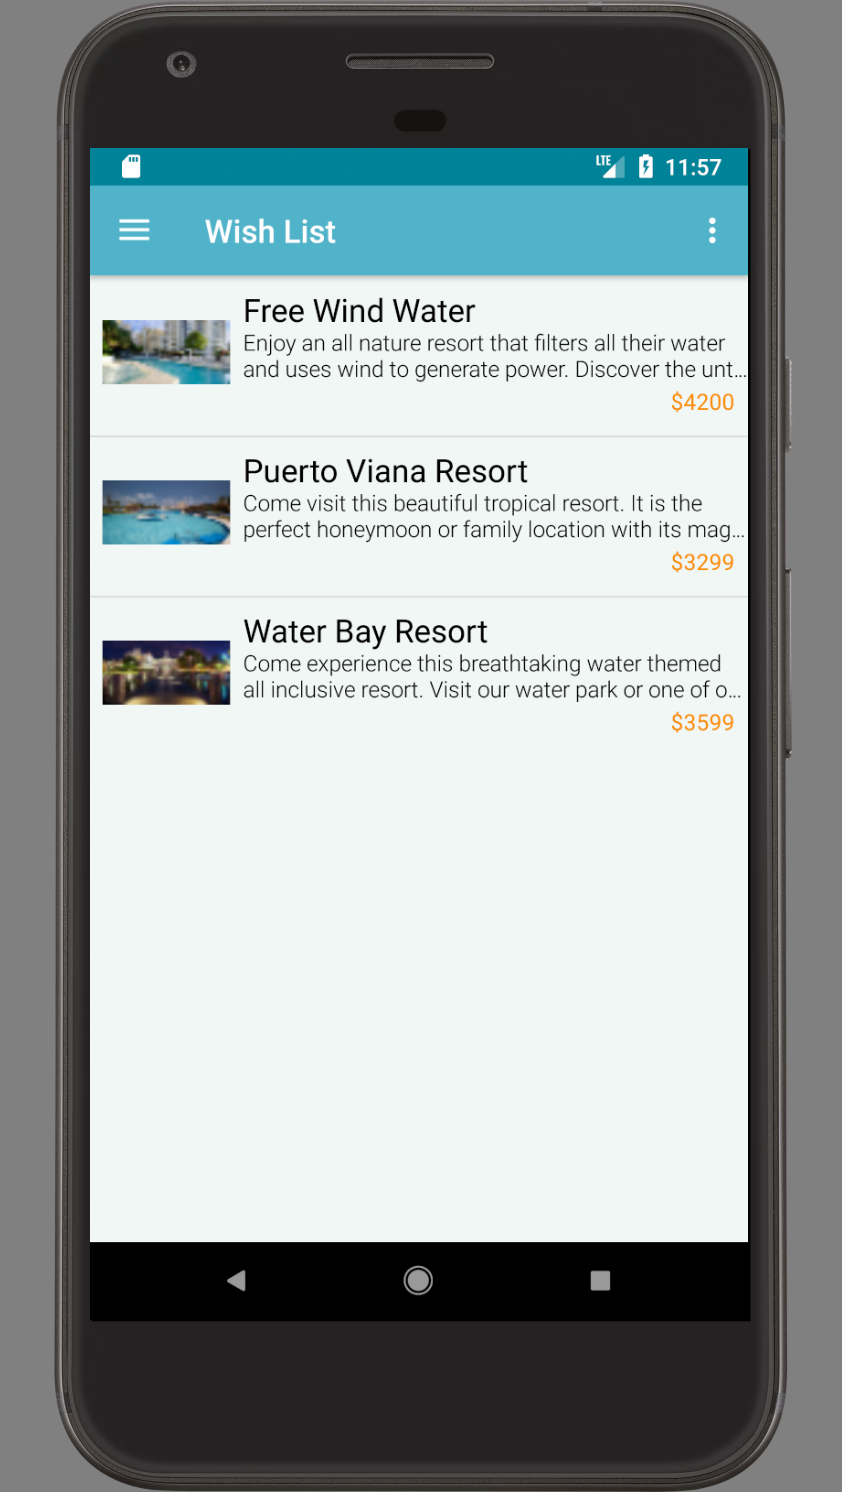 LTE 11:57
Wish List
Free Wind Water
Enjoy an all nature resort that filters all their water
and uses wind to generate power. Discover the unt...
$4200
Puerto Viana Resort
Come visit this beautiful tropical resort. It is the
perfect honeymoon or family location with its mag...
$3299
Water Bay Resort
Come experience this breathtaking water themed
all inclusive resort. Visit our water park or one of o...
$3599